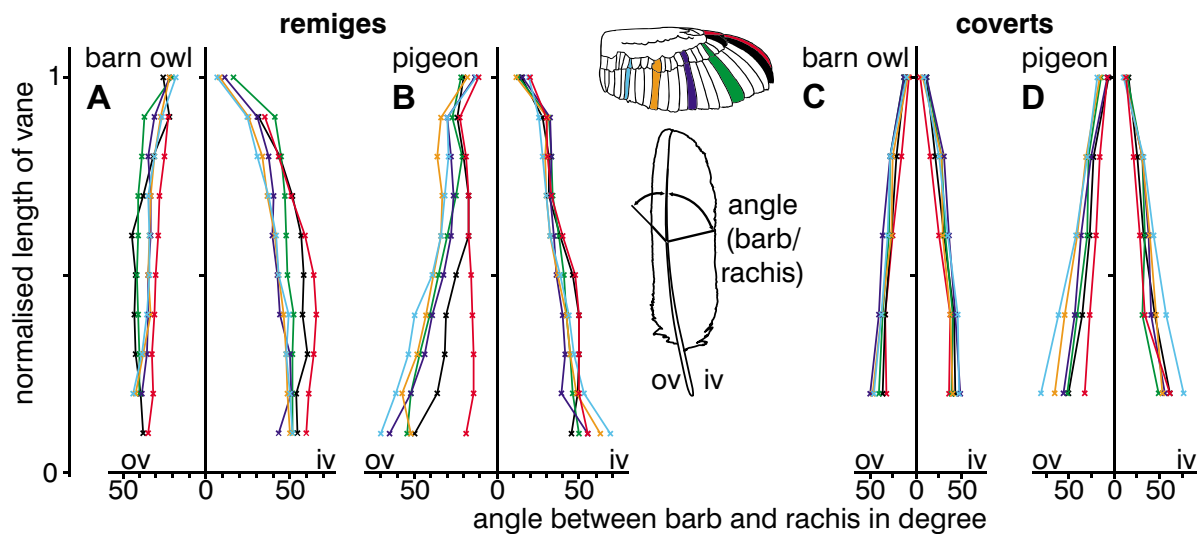 remiges
coverts
barn owl
pigeon
barn owl
pigeon
A
B
C
D
1
normalised length of vane
0
angle
(barb/
rachis)
ov iv
ov iv
ov iv
ov iv
ov iv
50 0 50
50 0 50
50 0 50
50 0 50
angle between barb and rachis in degree